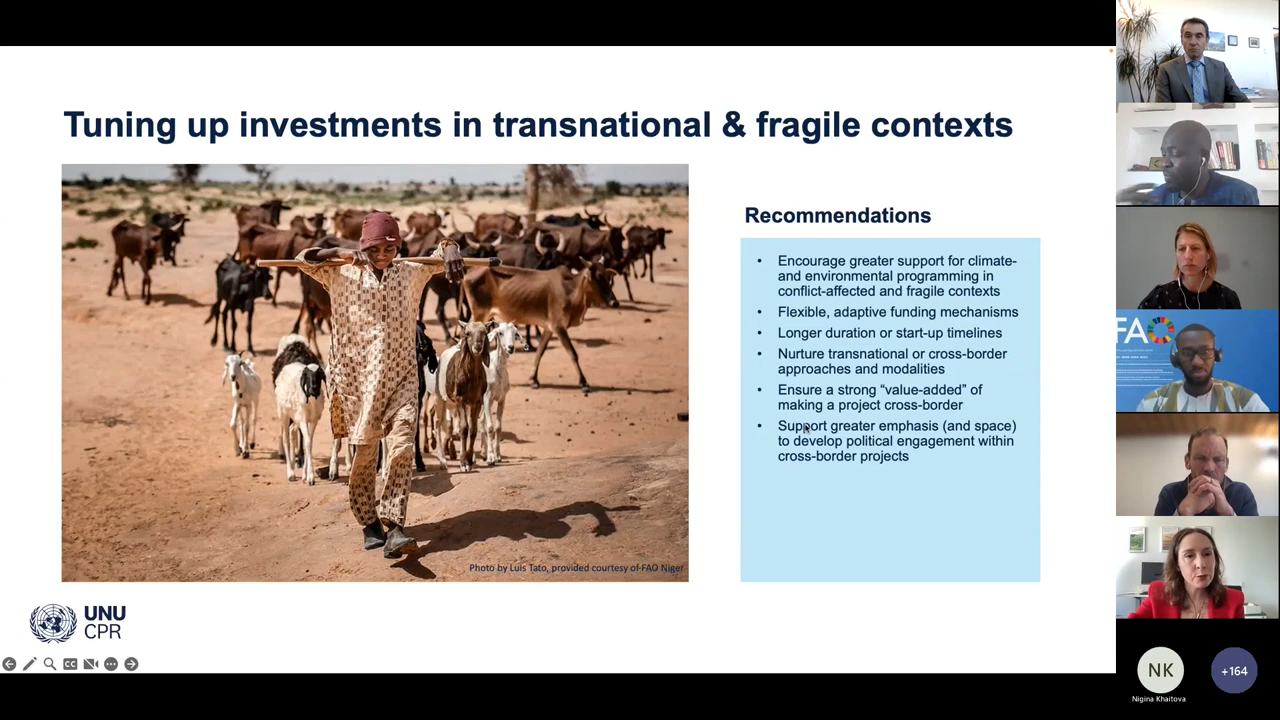 Tuning up investments in transnational & fragile contexts
Recommendations
• Encourage greater support for climate-
and environmental programming in
conflict-affected and fragile contexts
• Flexible, adaptive funding mechanisms
• Longer duration or start-up timelines
• Nurture transnational or cross-border
approaches and modalities
• Ensure a strong “value-added” of
making a project cross-border
• Support greater emphasis (and space)
to develop political engagement within
cross-border projects
Photo by Luis Tato, provided courtesy of FAO Niger
UNU
CPR
CC
FAO
NK
Nigina Khaitova
+164